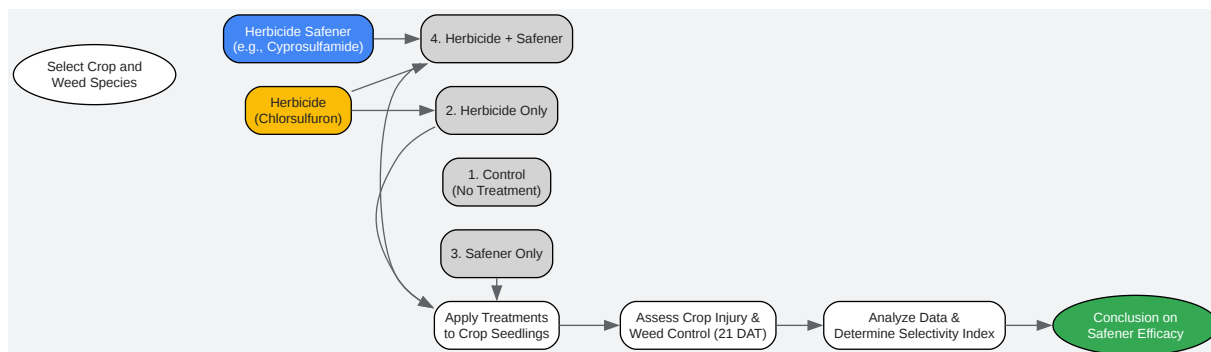 Herbicide Safener
(e.g., Cyprosulfamide)
4. Herbicide + Safener
Select Crop and
Weed Species
Herbicide
(Chlorsulfuron)
2. Herbicide Only
1. Control
(No Treatment)
3. Safener Only
Apply Treatments
to Crop Seedlings
Assess Crop Injury &
Weed Control (21 DAT)
Analyze Data &
Determine Selectivity Index
Conclusion on
Safener Efficacy